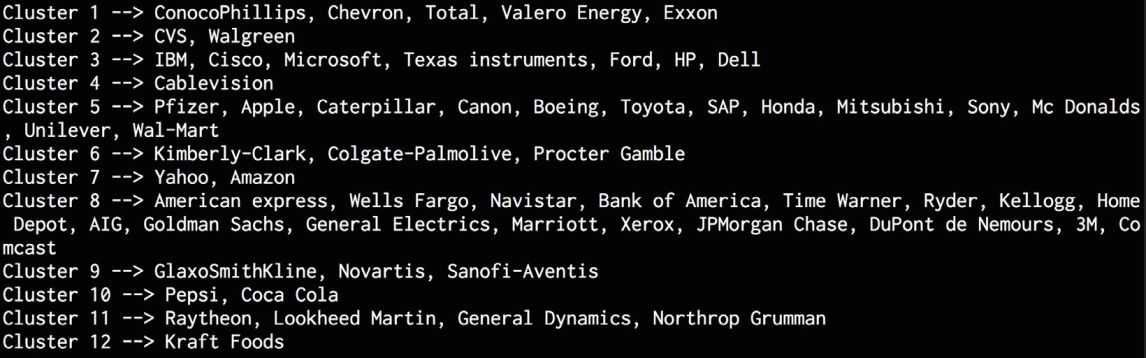 Cluster 1 --> ConocoPhillips, Chevron, Total, Valero Energy, Exxon
Cluster 2 --> CVS, Walgreen
Cluster 3 --> IBM, Cisco, Microsoft, Texas instruments, Ford, HP, Dell
Cluster 4 --> Cablevision
Cluster 5 --> Pfizer, Apple, Caterpillar, Canon, Boeing, Toyota, SAP, Honda, Mitsubishi, Sony, Mc Donalds
, Unilever, Wal-Mart
Cluster 6 --> Kimberly-Clark, Colgate-Palmolive, Procter Gamble
Cluster 7 --> Yahoo, Amazon
Cluster 8 --> American express, Wells Fargo, Navistar, Bank of America, Time Warner, Ryder, Kellogg, Home
 Depot, AIG, Goldman Sachs, General Electrics, Marriott, Xerox, JPMorgan Chase, DuPont de Nemours, 3M, Co
mcast
Cluster 9 --> GlaxoSmithKline, Novartis, Sanofi-Aventis
Cluster 10 --> Pepsi, Coca Cola
Cluster 11 --> Raytheon, Lookheed Martin, General Dynamics, Northrop Grumman
Cluster 12 --> Kraft Foods